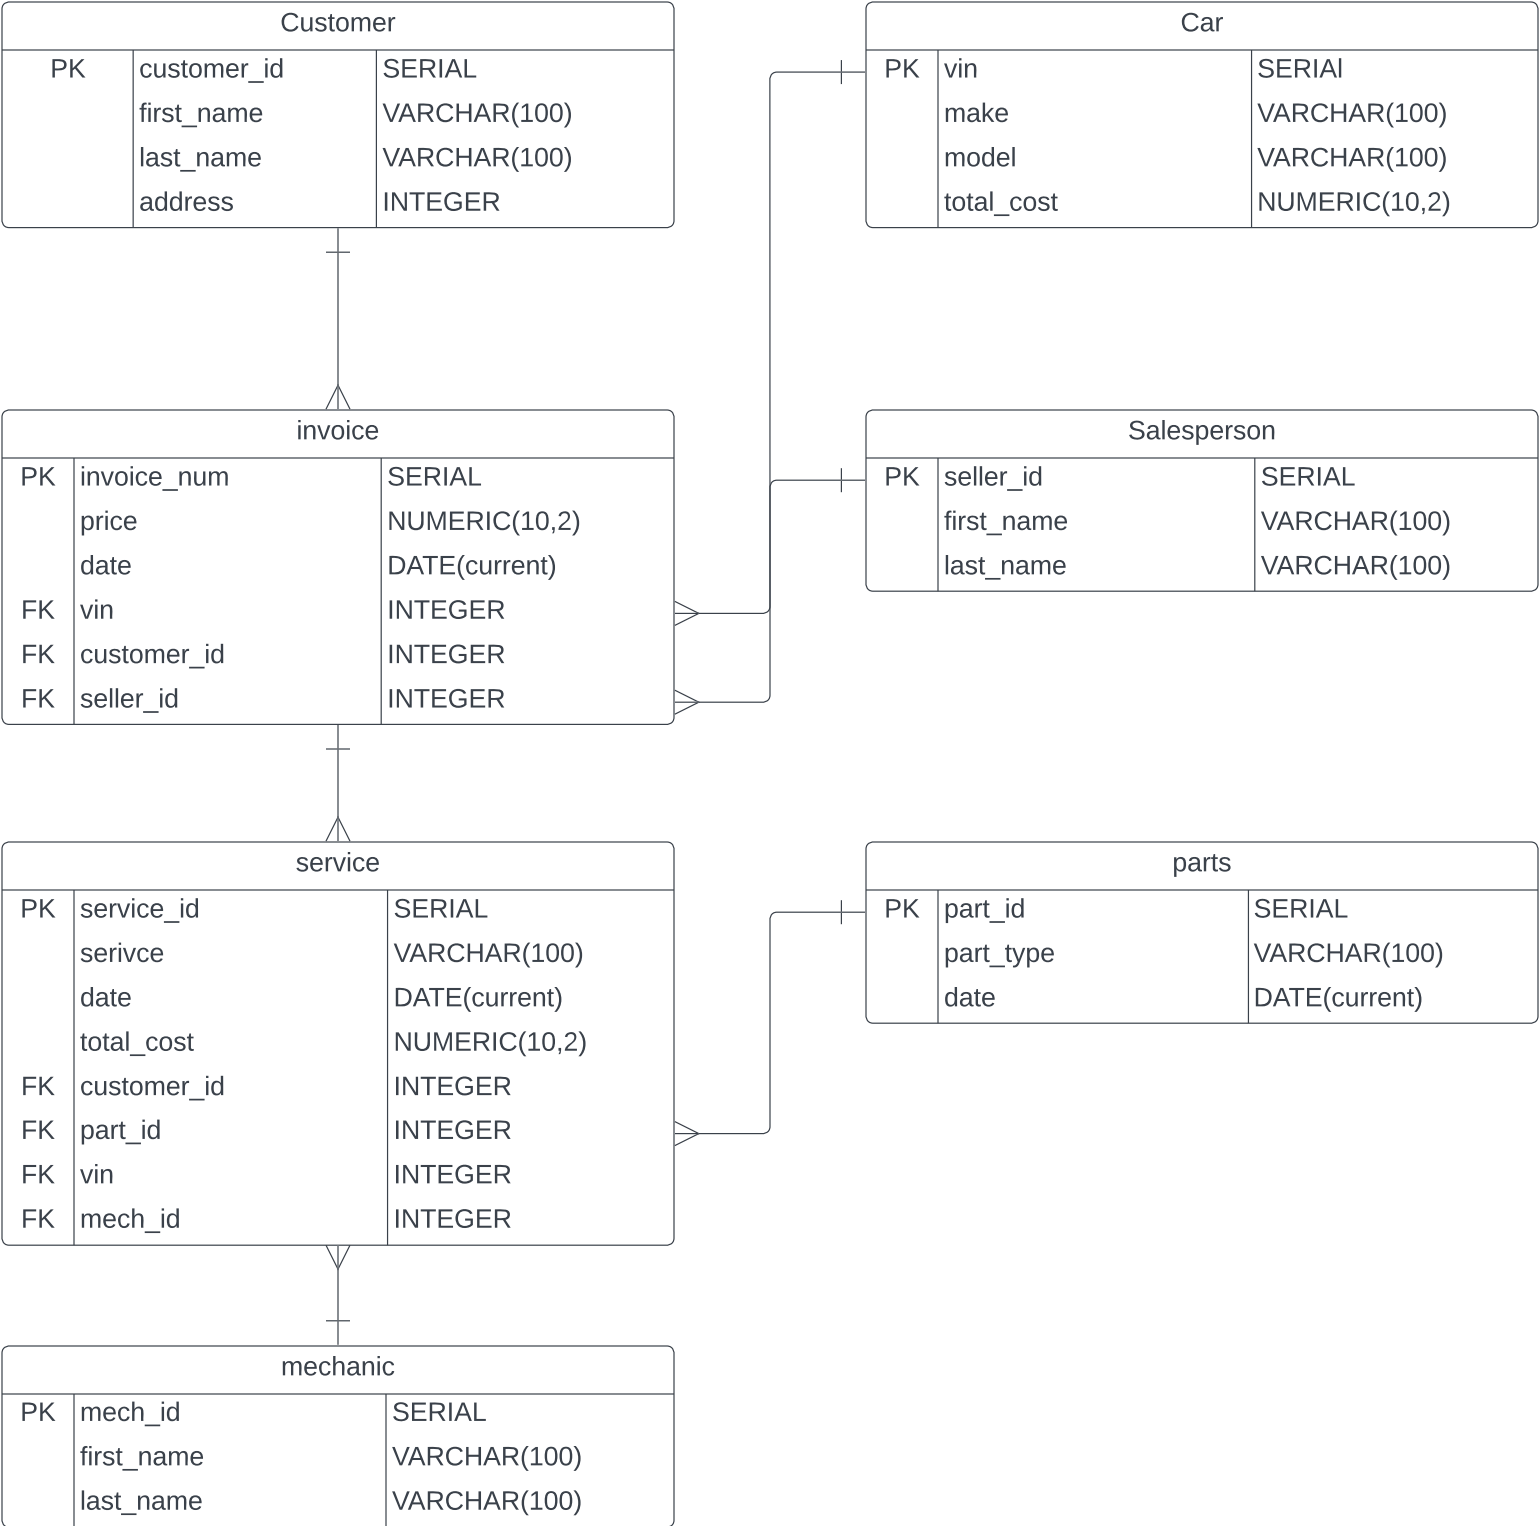 Customer
PK customer_id SERIAL
first_name VARCHAR(100)
last_name VARCHAR(100)
address INTEGER
Car
PK vin SERIAl
make VARCHAR(100)
model VARCHAR(100)
total_cost NUMERIC(10,2)
invoice
PK invoice_num SERIAL
price NUMERIC(10,2)
date DATE(current)
FK vin INTEGER
FK customer_id INTEGER
FK seller_id INTEGER
Salesperson
PK seller_id SERIAL
first_name VARCHAR(100)
last_name VARCHAR(100)
service
PK service_id SERIAL
serivce VARCHAR(100)
date DATE(current)
total_cost NUMERIC(10,2)
FK customer_id INTEGER
FK part_id INTEGER
FK vin INTEGER
FK mech_id INTEGER
parts
PK part_id SERIAL
part_type VARCHAR(100)
date DATE(current)
mechanic
PK mech_id SERIAL
first_name VARCHAR(100)
last_name VARCHAR(100)